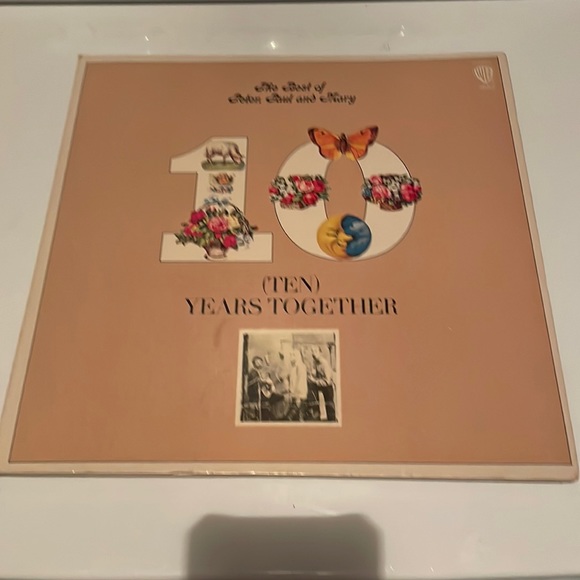 The Best of
Peter, Paul and Mary
10
(TEN)
YEARS TOGETHER